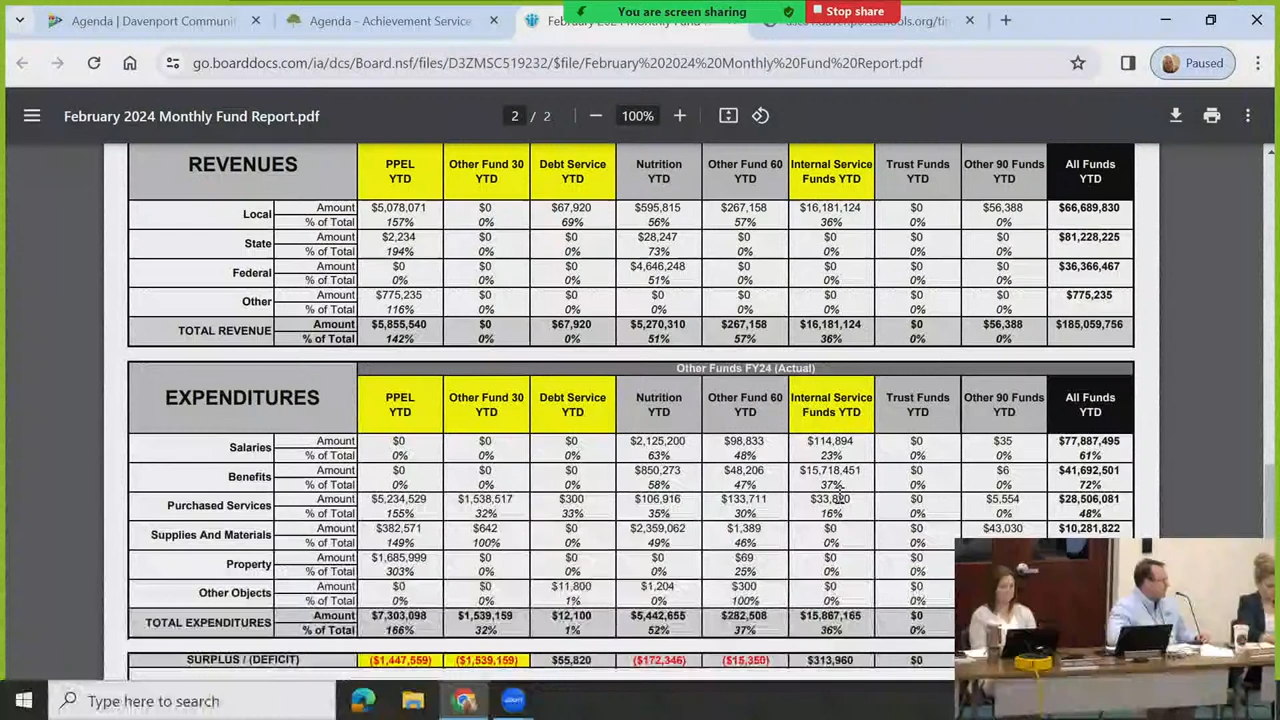 You are screen sharing
Stop share
Agenda | Davenport Communi
Agenda - Achievement Service
go.boarddocs.com/ia/dcs/Board.nsf/files/D3ZMSC519232/$file/February%202024%20Monthly%20Fund%20Report.pdf
Paused
February 2024 Monthly Fund Report.pdf
2 / 2
100%
REVENUES PPEL YTD Other Fund 30 YTD Debt Service YTD Nutrition YTD Other Fund 60 YTD Internal Service Funds YTD Trust Funds YTD Other 90 Funds YTD All Funds YTD
Local Amount $5,078,071 $0 $67,920 $595,815 $267,158 $16,181,124 $0 $56,388 $66,689,830
% of Total 157% 0% 69% 56% 57% 36% 0% 0%
State Amount $2,234 $0 $0 $28,247 $0 $0 $0 $0 $81,228,225
% of Total 194% 0% 0% 73% 0% 0% 0% 0%
Federal Amount $0 $0 $0 $4,646,248 $0 $0 $0 $0 $36,366,467
% of Total 0% 0% 0% 51% 0% 0% 0% 0%
Other Amount $775,235 $0 $0 $0 $0 $0 $0 $0 $775,235
% of Total 116% 0% 0% 0% 0% 0% 0% 0%
TOTAL REVENUE Amount $5,855,540 $0 $67,920 $5,270,310 $267,158 $16,181,124 $0 $56,388 $185,059,756
% of Total 142% 0% 0% 51% 57% 36% 0% 0%
Other Funds FY24 (Actual)
EXPENDITURES PPEL YTD Other Fund 30 YTD Debt Service YTD Nutrition YTD Other Fund 60 YTD Internal Service Funds YTD Trust Funds YTD Other 90 Funds YTD All Funds YTD
Salaries Amount $0 $0 $0 $2,125,200 $98,833 $114,894 $0 $35 $77,887,495
% of Total 0% 0% 0% 63% 48% 23% 0% 0% 61%
Benefits Amount $0 $0 $0 $850,273 $48,206 $15,718,451 $0 $6 $41,692,501
% of Total 0% 0% 0% 58% 47% 37% 0% 0% 72%
Purchased Services Amount $5,234,529 $1,538,517 $300 $106,916 $133,711 $0 $5,554 $28,506,081
% of Total 155% 32% 33% 35% 30% 16% 0% 0% 48%
Supplies And Materials Amount $382,571 $642 $0 $2,359,062 $1,389 $0 $0 $43,030 $10,281,822
% of Total 149% 100% 0% 49% 46% 0% 0%
Property Amount $1,685,999 $0 $0 $0 $69 $0 $0
% of Total 303% 0% 0% 0% 25% 0% 0%
Other Objects Amount $0 $0 $11,800 $1,204 $300 $0 $0
% of Total 0% 0% 1% 0% 100% 0% 0%
TOTAL EXPENDITURES Amount $7,303,098 $1,539,159 $12,100 $5,442,655 $282,508 $15,867,165 $0
% of Total 166% 32% 1% 52% 37% 36% 0%
SURPLUS / (DEFICIT) ($1,447,559) ($1,539,159) $55,820 ($172,346) ($15,350) $313,960 $0
Type here to search